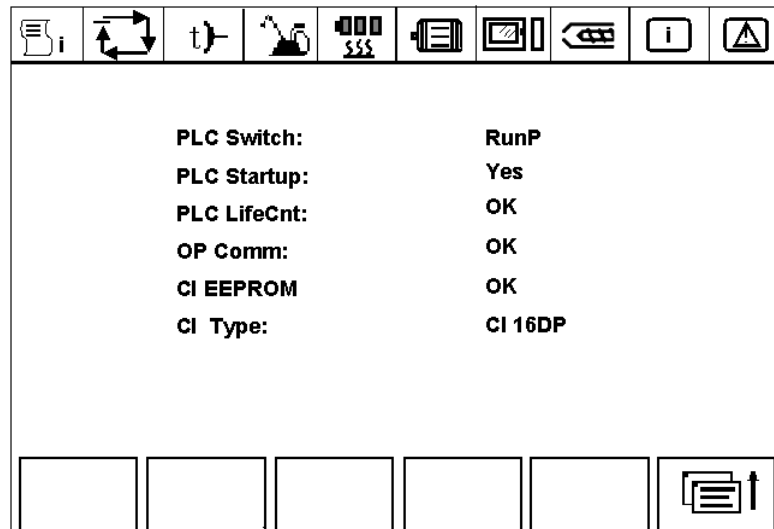 i t i
PLC Switch: RunP
PLC Startup: Yes
PLC LifeCnt: OK
OP Comm: OK
CI EEPROM OK
CI Type: CI 16DP